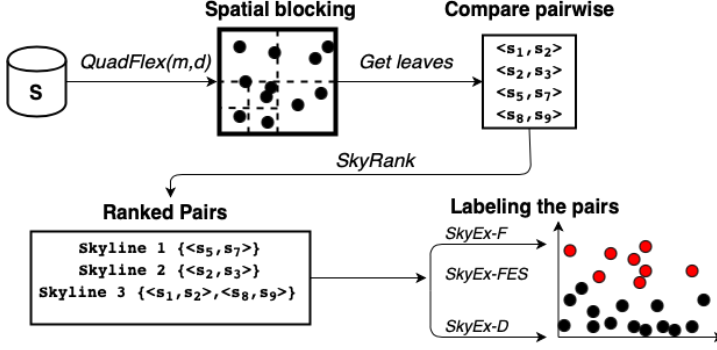 Spatial blocking
Compare pairwise
S
QuadFlex(m,d)
Get leaves
<s1,s2>
<s2,s3>
<s5,s7>
<s8,s9>
SkyRank
Ranked Pairs
Skyline 1 {<s5,s7>}
Skyline 2 {<s2,s3>}
Skyline 3 {<s1,s2>,<s8,s9>}
Labeling the pairs
SkyEx-F
SkyEx-FES
SkyEx-D